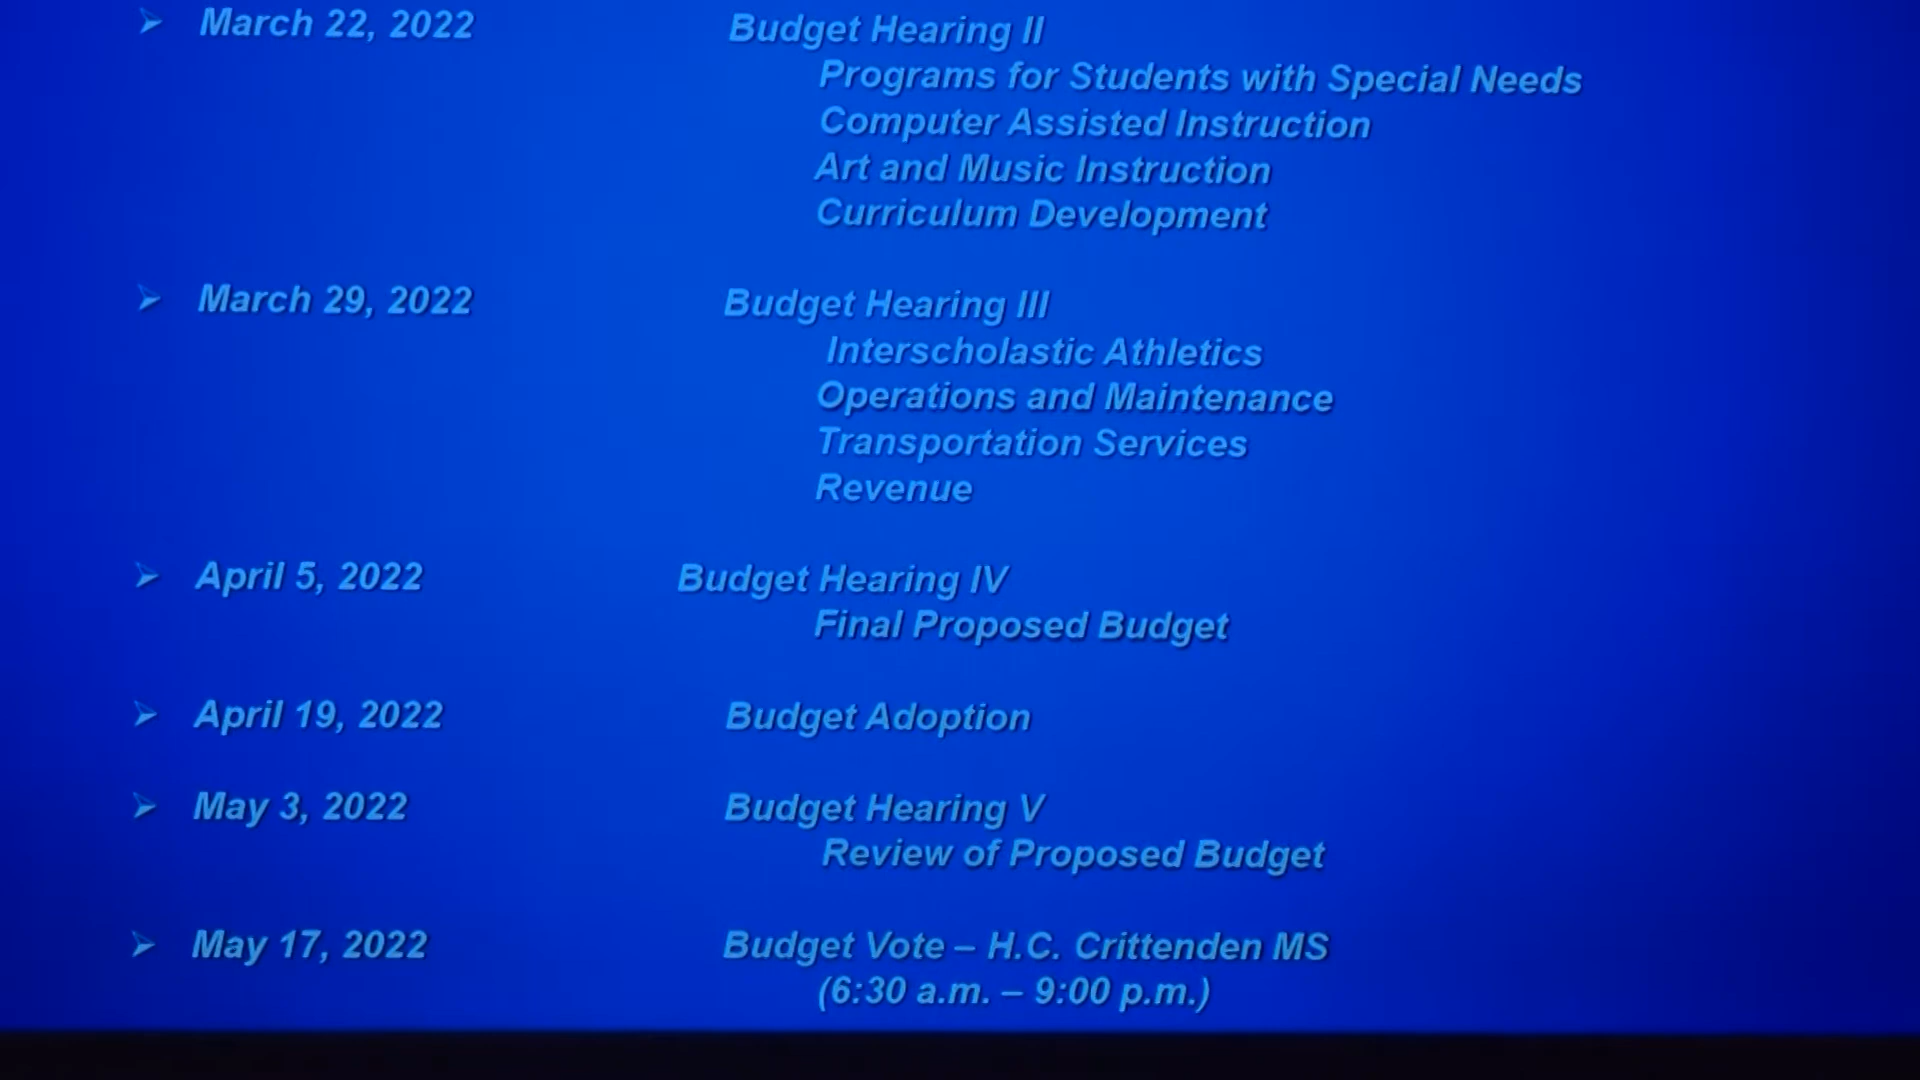 ➢ March 22, 2022 Budget Hearing II
Programs for Students with Special Needs
Computer Assisted Instruction
Art and Music Instruction
Curriculum Development
➢ March 29, 2022 Budget Hearing III
Interscholastic Athletics
Operations and Maintenance
Transportation Services
Revenue
➢ April 5, 2022 Budget Hearing IV
Final Proposed Budget
➢ April 19, 2022 Budget Adoption
➢ May 3, 2022 Budget Hearing V
Review of Proposed Budget
➢ May 17, 2022 Budget Vote – H.C. Crittenden MS
(6:30 a.m. – 9:00 p.m.)